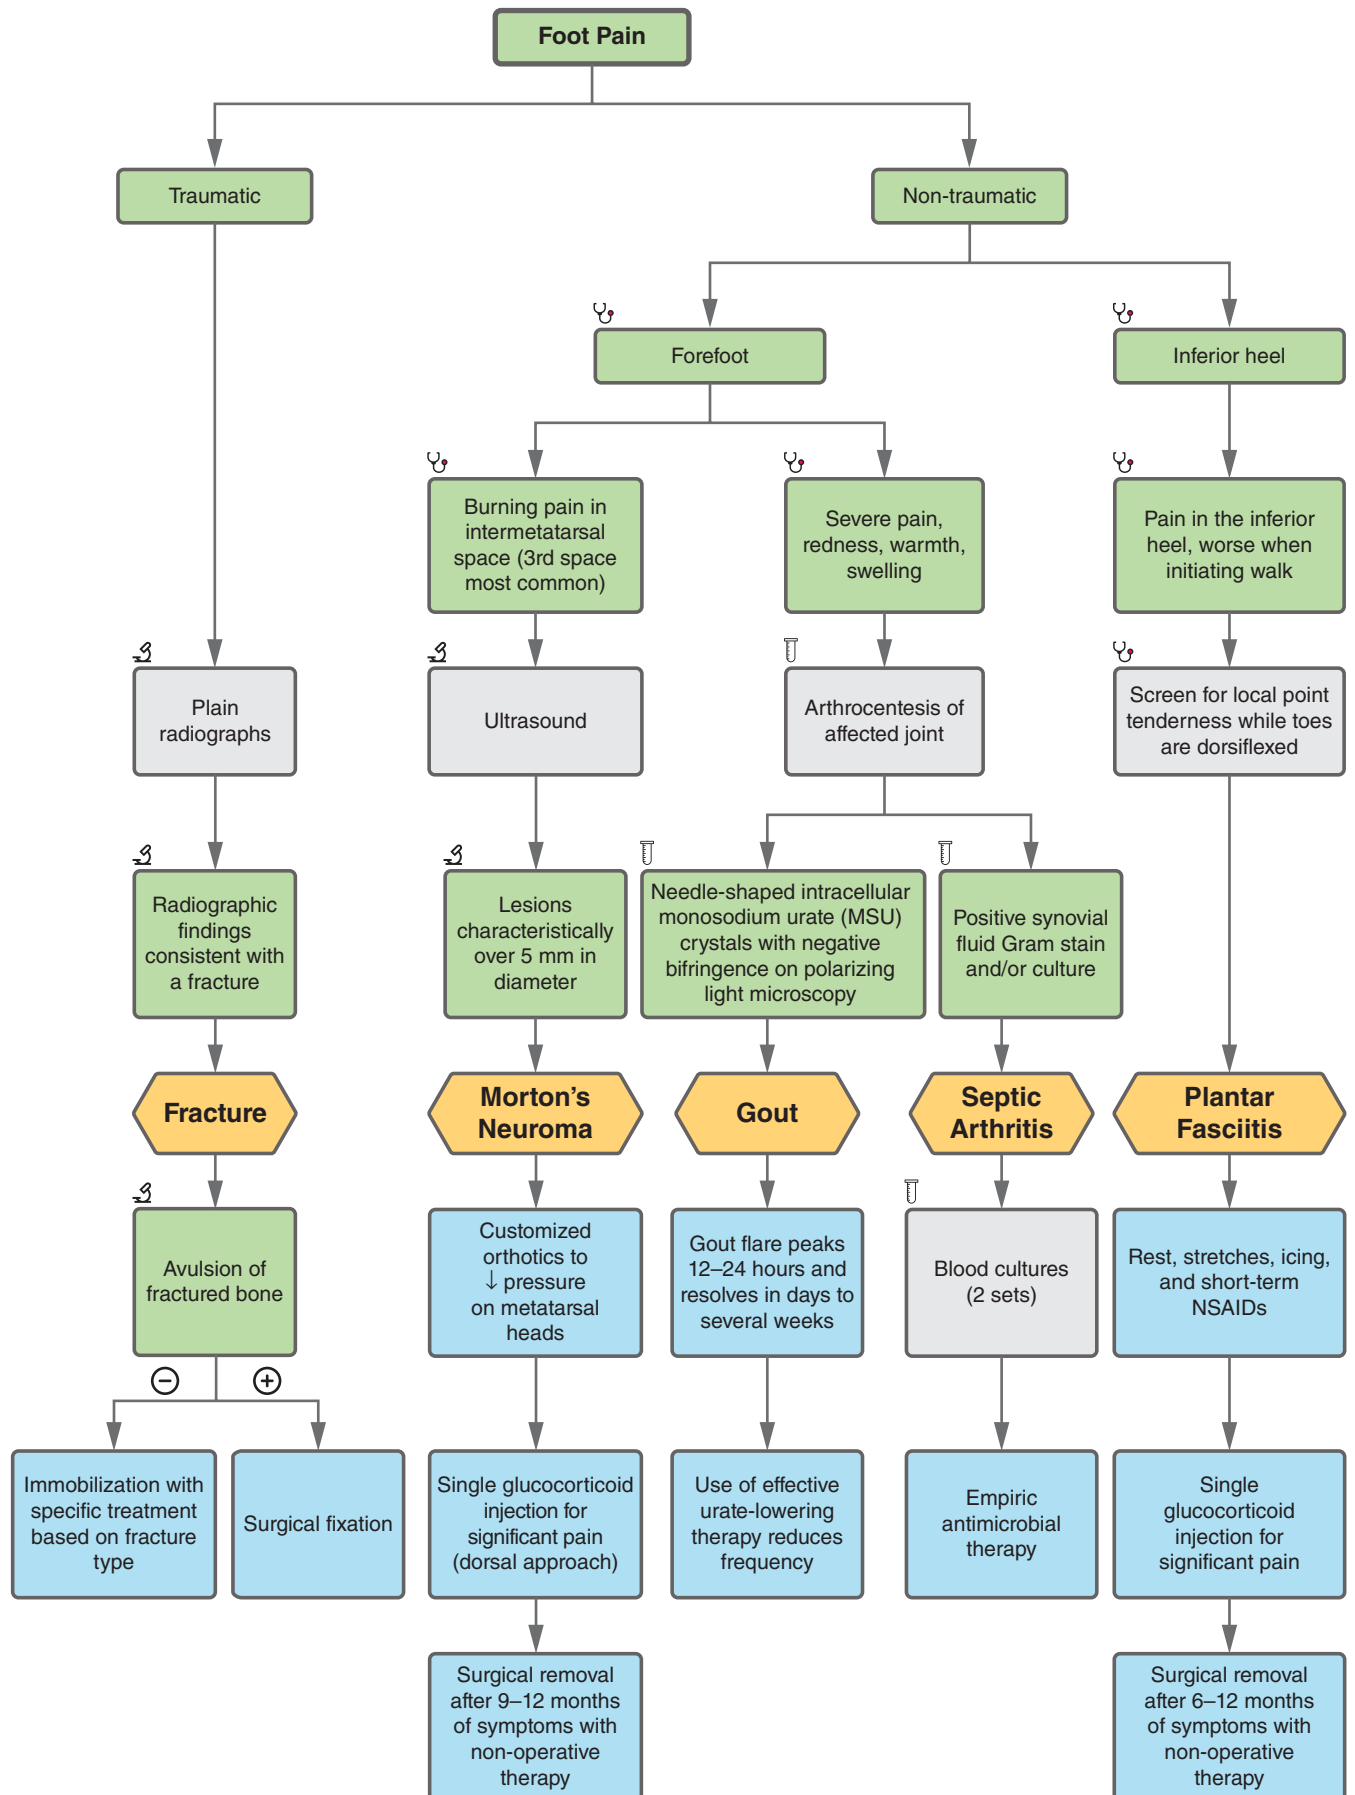 Foot Pain
Traumatic
Non-traumatic
Forefoot
Inferior heel
Burning pain in
intermetatarsal
space (3rd space
most common)
Severe pain,
redness, warmth,
swelling
Pain in the inferior
heel, worse when
initiating walk
Plain
radiographs
Ultrasound
Arthrocentesis of
affected joint
Screen for local point
tenderness while toes
are dorsiflexed
Radiographic
findings
consistent with
a fracture
Lesions
characteristically
over 5 mm in
diameter
Needle-shaped intracellular
monosodium urate (MSU)
crystals with negative
bifringence on polarizing
light microscopy
Positive synovial
fluid Gram stain
and/or culture
Fracture
Morton's
Neuroma
Gout
Septic
Arthritis
Plantar
Fasciitis
Avulsion of
fractured bone
Customized
orthotics to
↓ pressure
on metatarsal
heads
Gout flare peaks
12–24 hours and
resolves in days to
several weeks
Blood cultures
(2 sets)
Rest, stretches, icing,
and short-term
NSAIDs
− +
Immobilization with
specific treatment
based on fracture
type
Surgical fixation
Single glucocorticoid
injection for
significant pain
(dorsal approach)
Use of effective
urate-lowering
therapy reduces
frequency
Empiric
antimicrobial
therapy
Single
glucocorticoid
injection for
significant pain
Surgical removal
after 9–12 months
of symptoms with
non-operative
therapy
Surgical removal
after 6–12 months
of symptoms with
non-operative
therapy